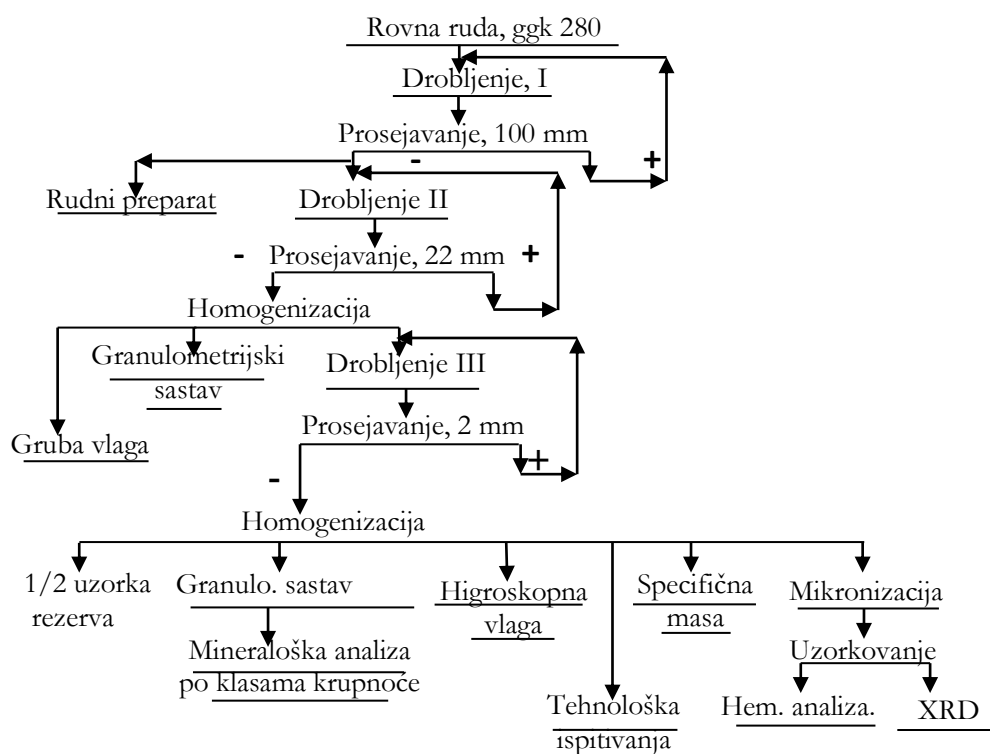 Rovna ruda, ggk 280
Drobljenje, I
Prosejavanje, 100 mm
-
+
Rudni preparat
Drobljenje II
-
Prosejavanje, 22 mm
+
Homogenizacija
Granulometrijski
sastav
Drobljenje III
Prosejavanje, 2 mm
Gruba vlaga
+
-
Homogenizacija
1/2 uzorka
rezerva
Granulo. sastav
Mineraloška analiza
po klasama krupnoće
Higroskopna
vlaga
Tehnološka
ispitivanja
Specifična
masa
Mikronizacija
Uzorkovanje
Hem. analiza.
XRD